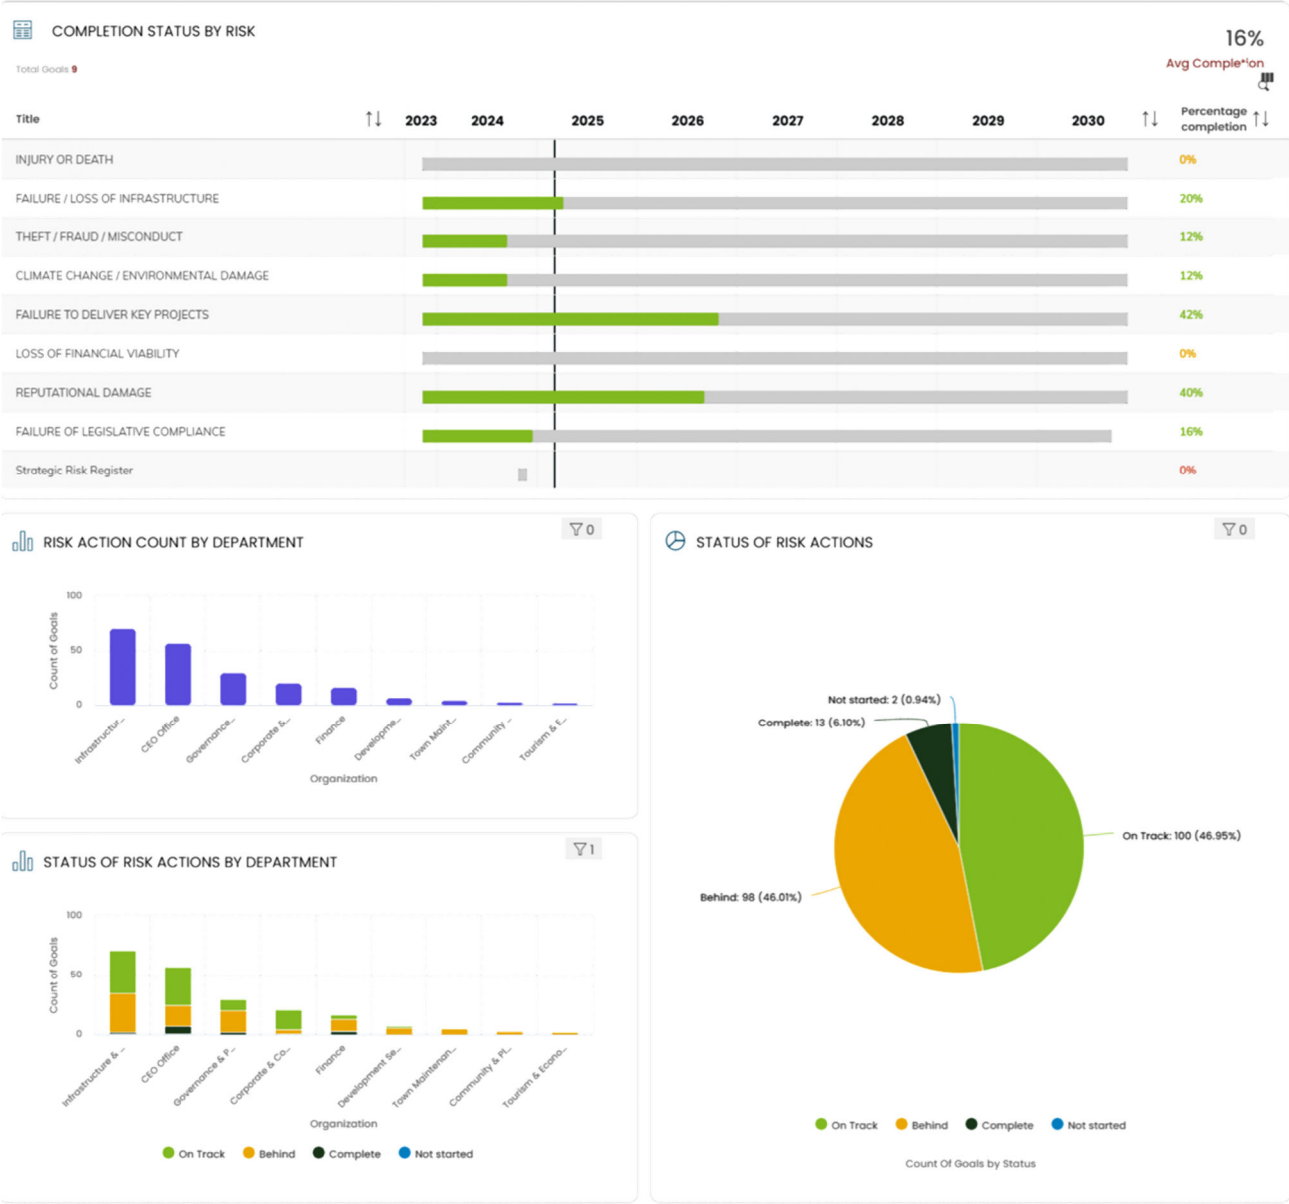 COMPLETION STATUS BY RISK
16%
Total Goals 9
Avg Completion
Title 2023 2024 2025 2026 2027 2028 2029 2030 Percentage completion
INJURY OR DEATH 0%
FAILURE / LOSS OF INFRASTRUCTURE 20%
THEFT / FRAUD / MISCONDUCT 12%
CLIMATE CHANGE / ENVIRONMENTAL DAMAGE 12%
FAILURE TO DELIVER KEY PROJECTS 42%
LOSS OF FINANCIAL VIABILITY 0%
REPUTATIONAL DAMAGE 40%
FAILURE OF LEGISLATIVE COMPLIANCE 16%
Strategic Risk Register 0%
RISK ACTION COUNT BY DEPARTMENT
0
Count of Goals
100
50
0
Infrastructur...
CEO Office
Governance...
Corporate &...
Finance
Developme...
Town Maint...
Community ...
Tourism & E...
Organization
STATUS OF RISK ACTIONS BY DEPARTMENT
1
Count of Goals
100
50
0
Infrastructure & ...
CEO Office
Governance & P...
Corporate & Co...
Finance
Development Se...
Town Maintenan...
Community & Pl...
Tourism & Econo...
Organization
On Track Behind Complete Not started
STATUS OF RISK ACTIONS
0
Not started: 2 (0.94%)
Complete: 13 (6.10%)
On Track: 100 (46.95%)
Behind: 98 (46.01%)
On Track Behind Complete Not started
Count Of Goals by Status